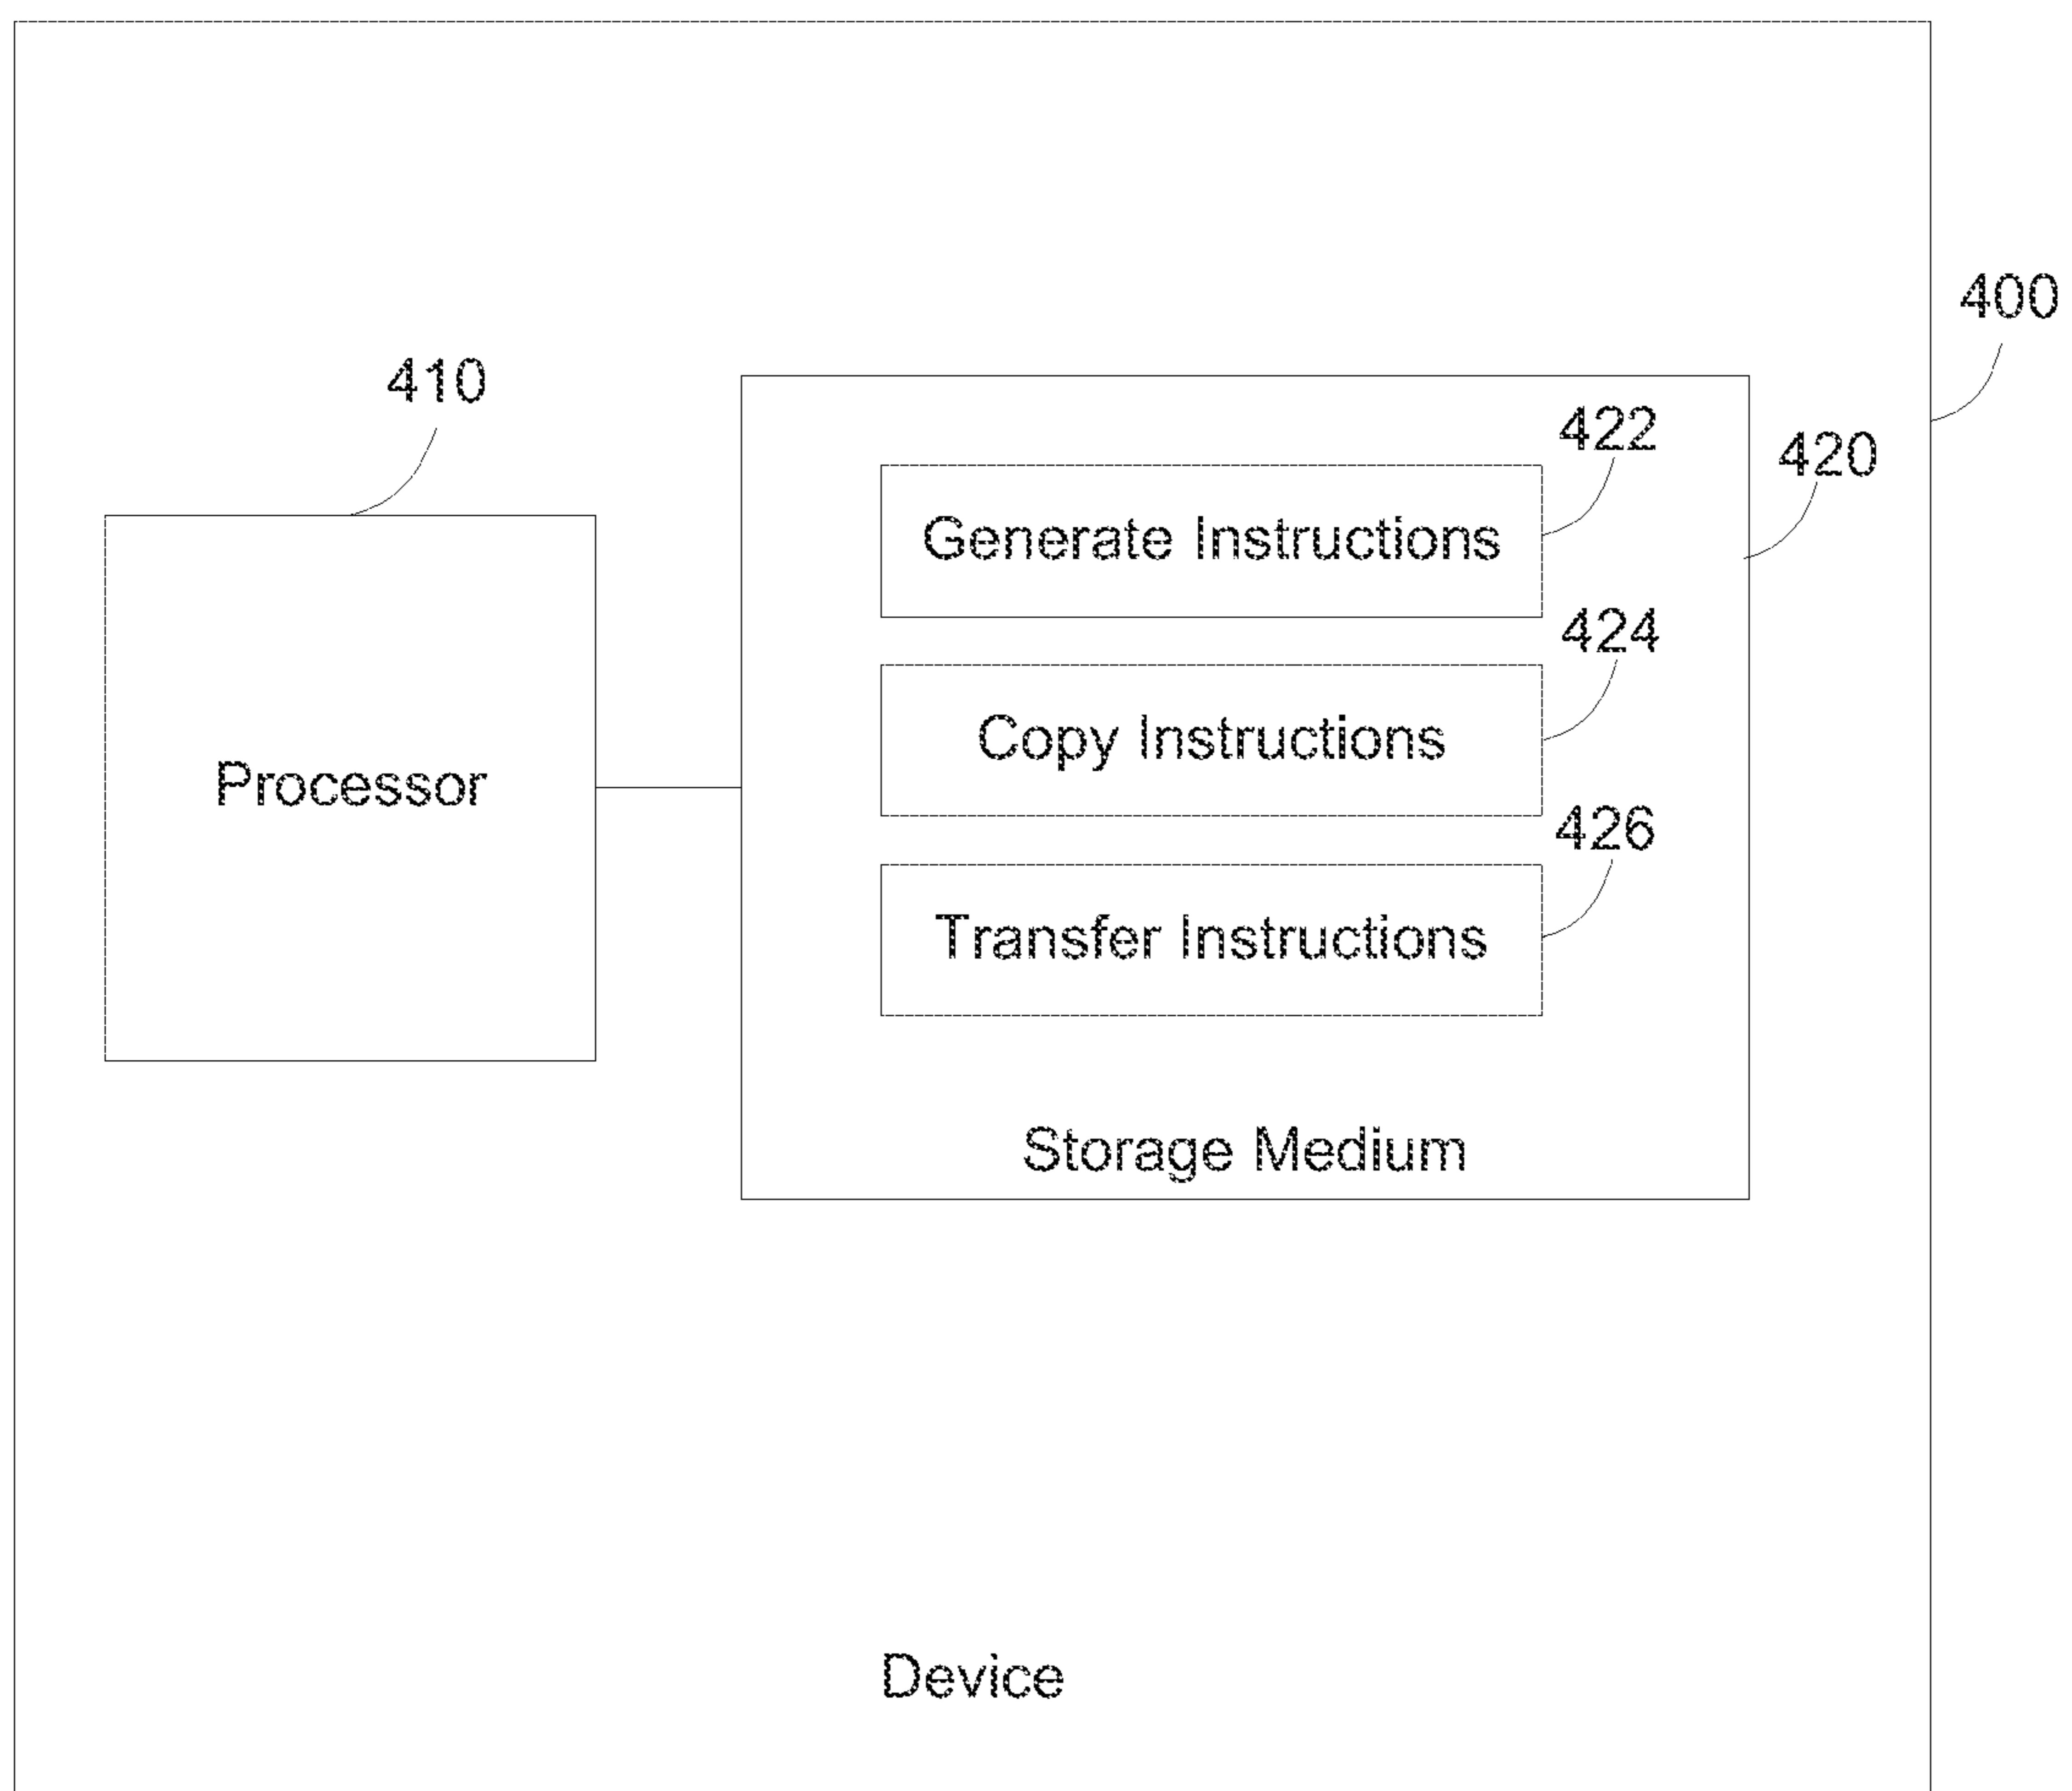 400
410
422
420
Generate Instructions
424
Copy Instructions
Processor
426
Transfer Instructions
Storage Medium
Device